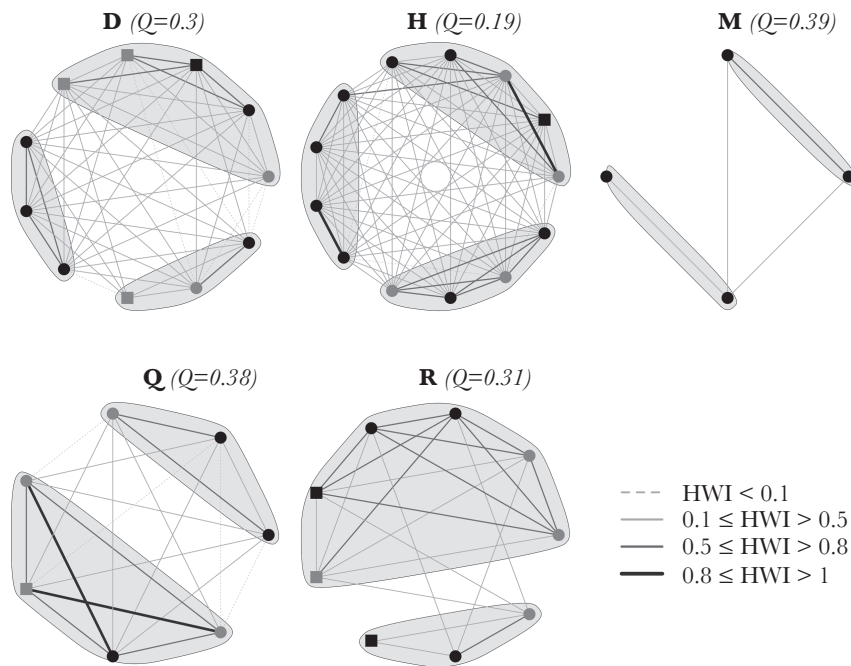 D (Q=0.3)
H (Q=0.19)
M (Q=0.39)
Q (Q=0.38)
R (Q=0.31)
HWI < 0.1
0.1 ≤ HWI > 0.5
0.5 ≤ HWI > 0.8
0.8 ≤ HWI > 1